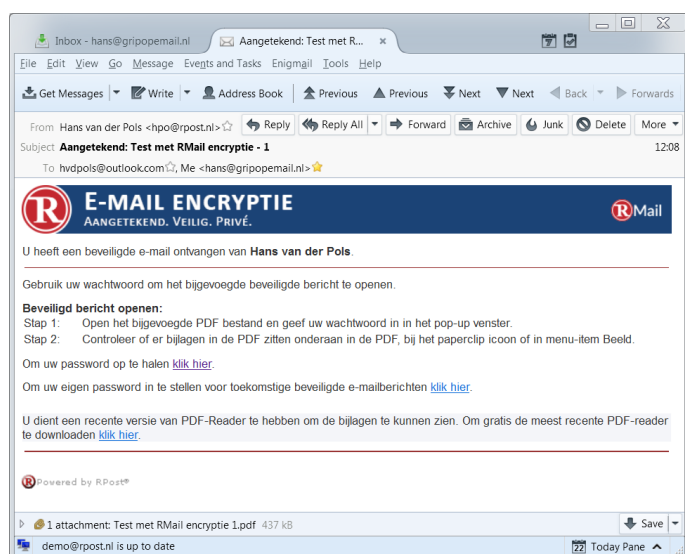 Inbox - hans@gripopemail.nl
Aangetekend: Test met R...
File Edit View Go Message Events and Tasks Enigmail Tools Help
Get Messages Write Address Book Previous Previous Next Next Back Forwards
From Hans van der Pols <hpo@rpost.nl> Reply Reply All Forward Archive Junk Delete More
Subject Aangetekend: Test met RMail encryptie - 1 12:08
To hvdpols@outlook.com, Me <hans@gripopemail.nl>
R E-MAIL ENCRYPTIE
AANGETEKEND. VEILIG. PRIVÉ. RMail
U heeft een beveiligde e-mail ontvangen van Hans van der Pols.
Gebruik uw wachtwoord om het bijgevoegde beveiligde bericht te openen.
Beveiligd bericht openen:
Stap 1: Open het bijgevoegde PDF bestand en geef uw wachtwoord in in het pop-up venster.
Stap 2: Controleer of er bijlagen in de PDF zitten onderaan in de PDF, bij het paperclip icoon of in menu-item Beeld.
Om uw password op te halen klik hier.
Om uw eigen password in te stellen voor toekomstige beveiligde e-mailberichten klik hier.
U dient een recente versie van PDF-Reader te hebben om de bijlagen te kunnen zien. Om gratis de meest recente PDF-reader
te downloaden klik hier.
R Powered by RPost®
1 attachment: Test met RMail encryptie 1.pdf 437 kB Save
demo@rpost.nl is up to date 22 Today Pane